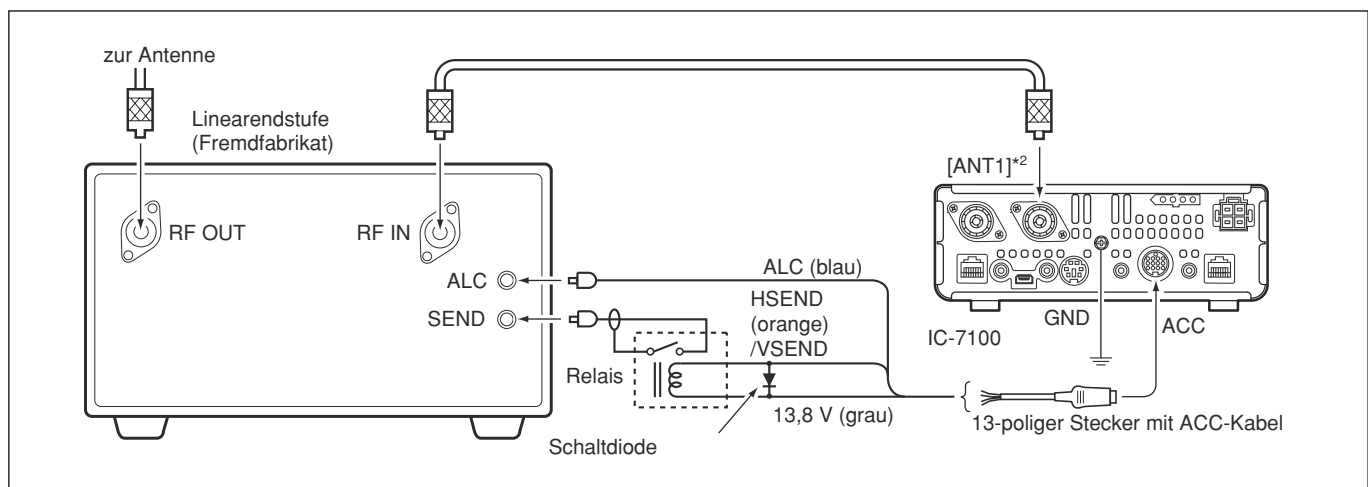 zur Antenne
Linearendstufe
(Fremdfabrikat)
[ANT1]*2
RF OUT
RF IN
ALC
SEND
ALC (blau)
HSEND
(orange)
/VSEND
GND
ACC
IC-7100
Relais
13,8 V (grau)
13-poliger Stecker mit ACC-Kabel
Schaltdiode